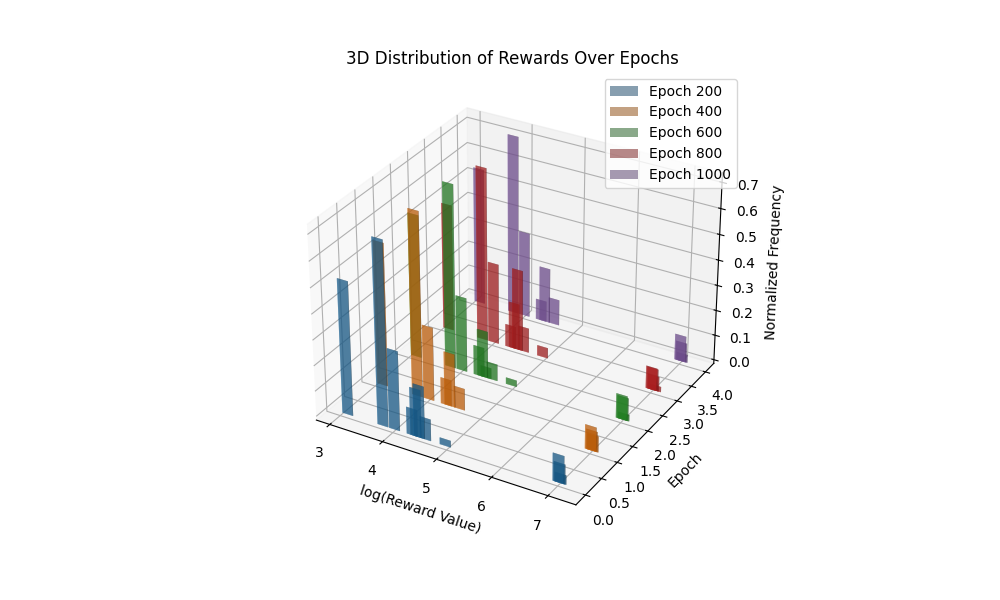 3D Distribution of Rewards Over Epochs
Epoch 200
Epoch 400
Epoch 600
Epoch 800
Epoch 1000
0.7
0.6
0.5
0.4
0.3
0.2
0.1
0.0
Normalized Frequency
4.0
3.5
3.0
2.5
2.0
1.5
1.0
0.5
0.0
Epoch
3
4
5
6
7
log(Reward Value)